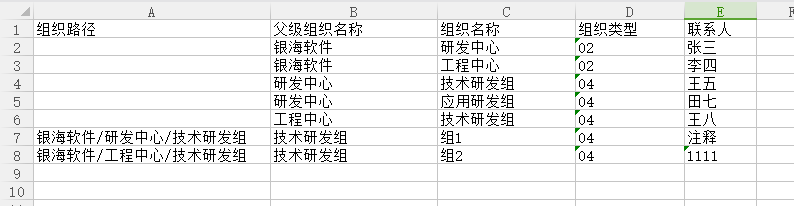 A B C D E F
1 组织路径 父级组织名称 组织名称 组织类型 联系人
2 银海软件 研发中心 02 张三
3 银海软件 工程中心 02 李四
4 研发中心 技术研发组 04 王五
5 研发中心 应用研发组 04 田七
6 工程中心 技术研发组 04 王八
7 银海软件/研发中心/技术研发组 技术研发组 组1 04 注释
8 银海软件/工程中心/技术研发组 技术研发组 组2 04 1111
9
10